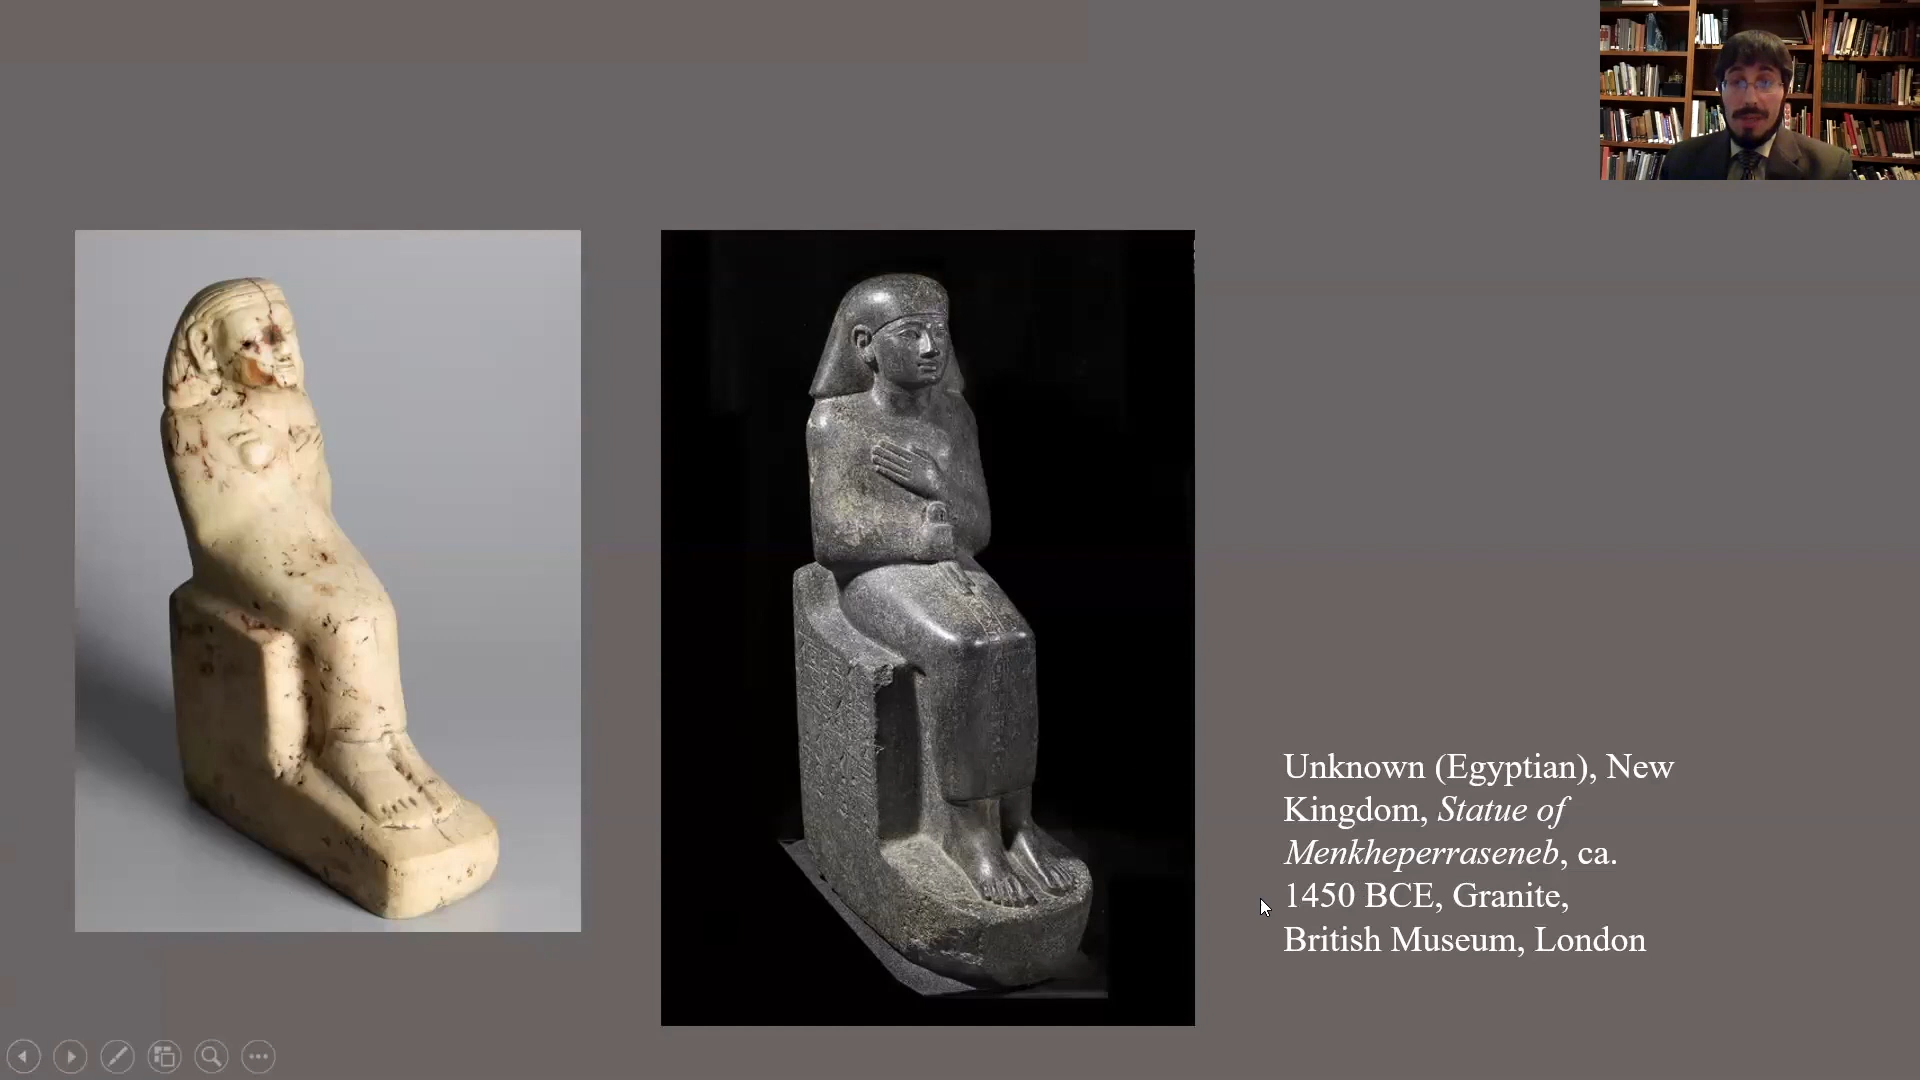 Unknown (Egyptian), New
Kingdom, Statue of
Menkheperraseneb, ca.
1450 BCE, Granite,
British Museum, London